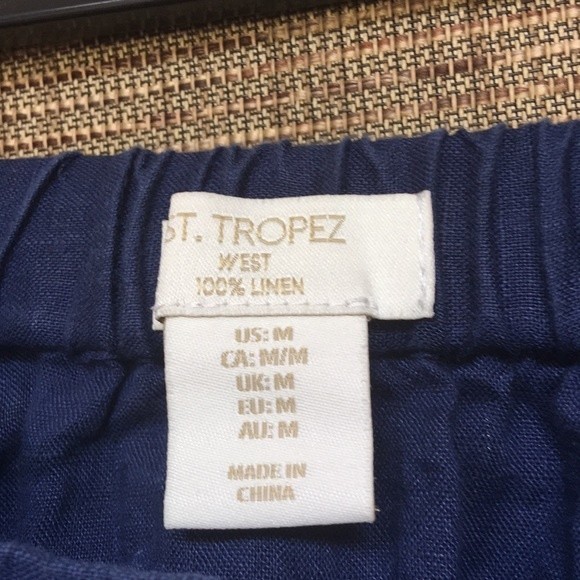 ST. TROPEZ
WEST
100% LINEN
US: M
CA: M/M
UK: M
EU: M
AU: M
MADE IN
CHINA